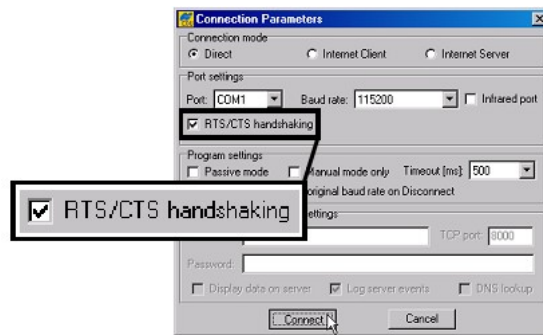 Connection Parameters
Connection mode
Direct Internet Client Internet Server
Port settings
Port: COM1 Baud rate: 115200 Infrared port
RTS/CTS handshaking
Program settings
Passive mode Manual mode only Timeout [ms]: 500
original baud rate on Disconnect
RTS/CTS handshaking
ettings
TCP port: 8000
Password:
Display data on server Log server events DNS lookup
Connect Cancel